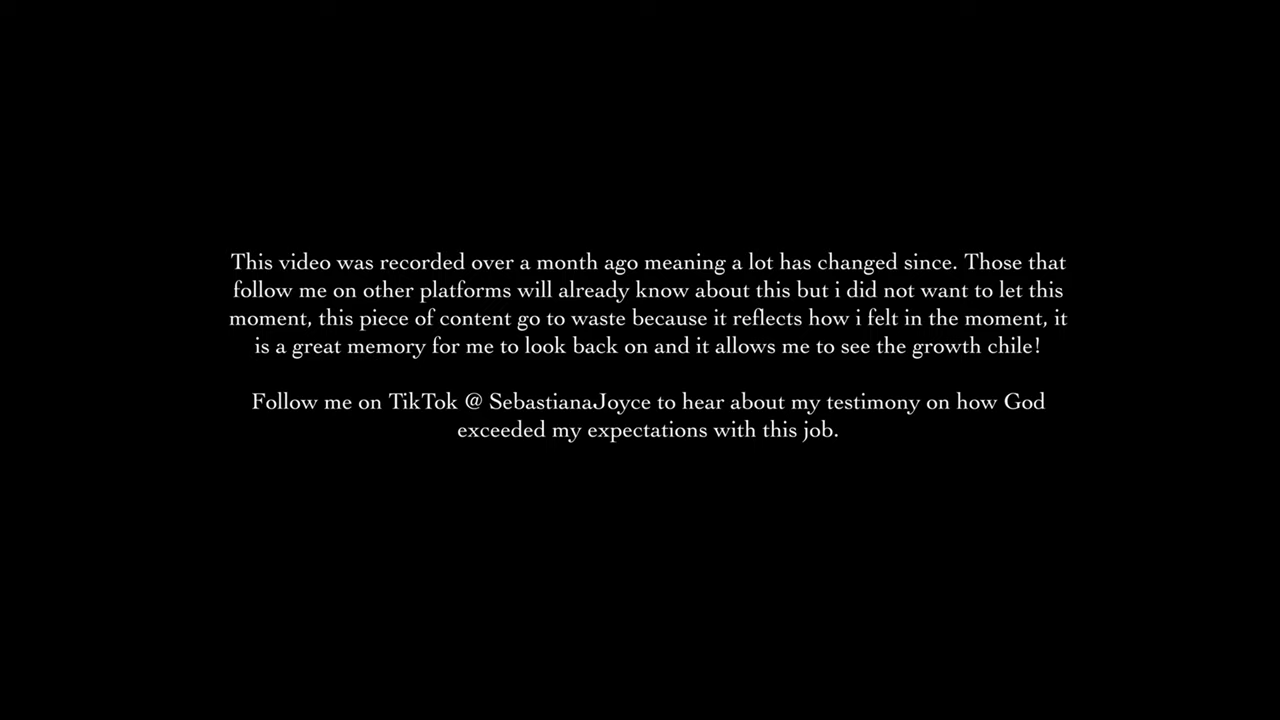 This video was recorded over a month ago meaning a lot has changed since. Those that
follow me on other platforms will already know about this but i did not want to let this
moment, this piece of content go to waste because it reflects how i felt in the moment, it
is a great memory for me to look back on and it allows me to see the growth chile!
Follow me on TikTok @ SebastianaJoyce to hear about my testimony on how God
exceeded my expectations with this job.